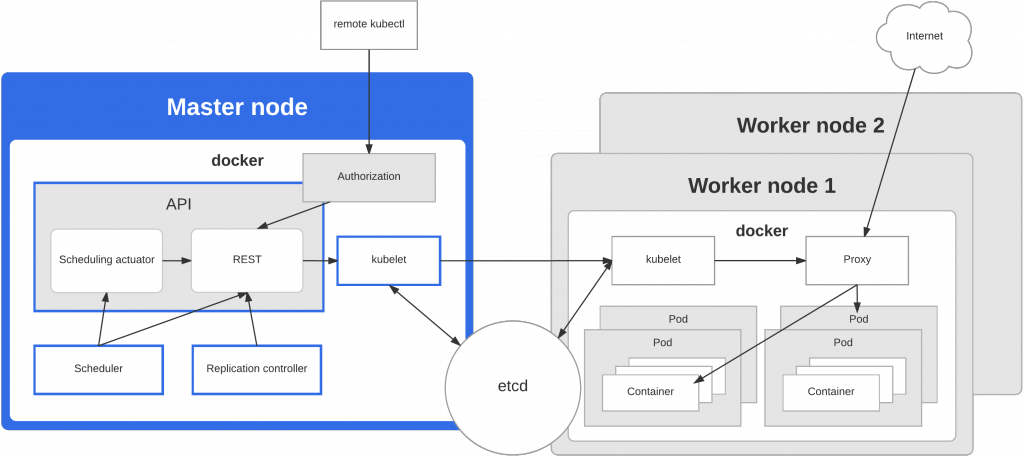 remote kubectl
Internet
Master node
Worker node 2
docker
Authorization
Worker node 1
API
docker
Scheduling actuator
REST
kubelet
kubelet
Proxy
Pod
Pod
Pod
Pod
Scheduler
Replication controller
etcd
Container
Container